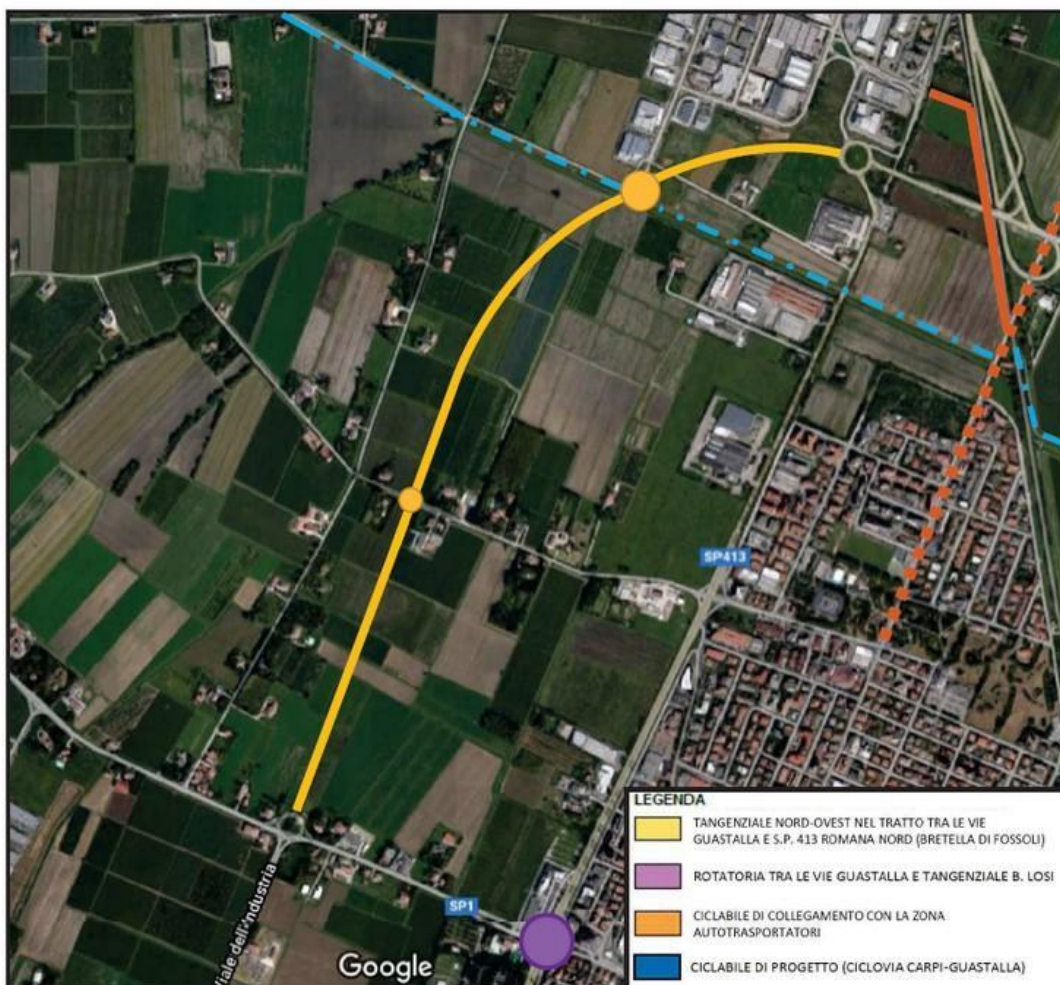 SP413
SP1
Viale dell'Industria
Google
LEGENDA
TANGENZIALE NORD-OVEST NEL TRATTO TRA LE VIE
GUASTALLA E S.P. 413 ROMANA NORD (BRETELLA DI FOSSOLI)
ROTATORIA TRA LE VIE GUASTALLA E TANGENZIALE B. LOSI
CICLABILE DI COLLEGAMENTO CON LA ZONA
AUTOTRASPORTATORI
CICLABILE DI PROGETTO (CICLOVIA CARPI-GUASTALLA)